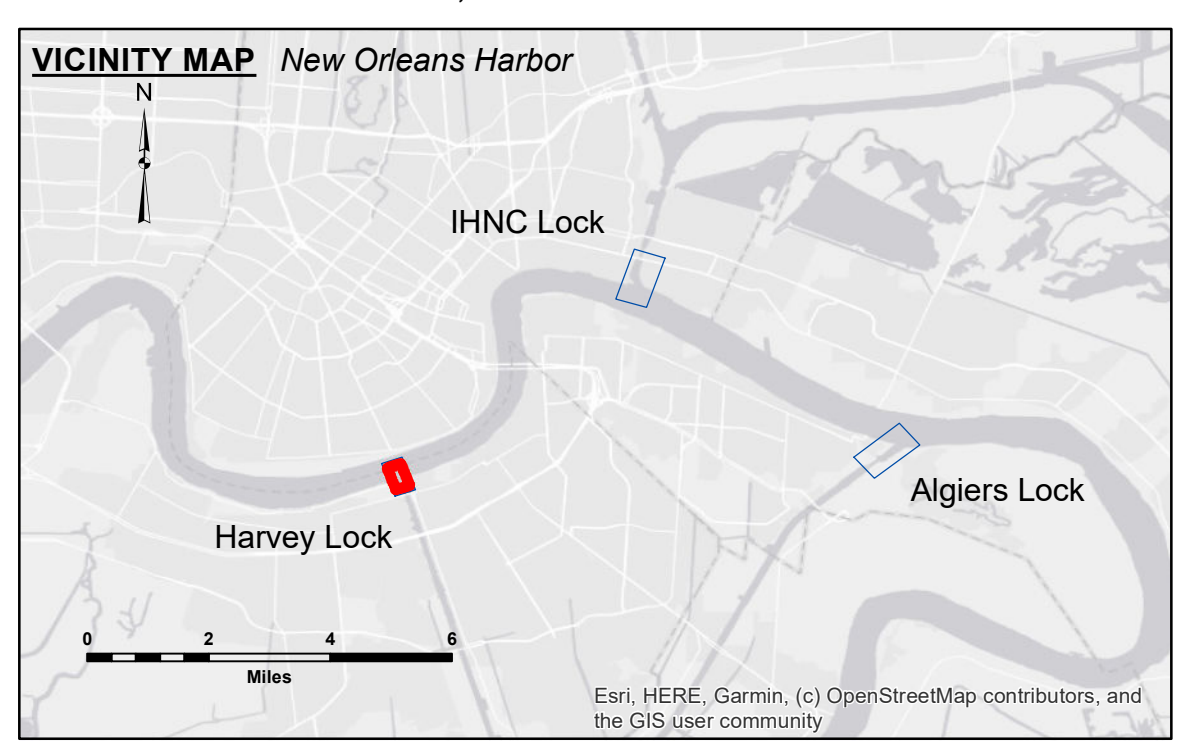 VICINITY MAP New Orleans Harbor
N
IHNC Lock
Algiers Lock
Harvey Lock
0 2 4 6
Miles
Esri, HERE, Garmin, (c) OpenStreetMap contributors, and
the GIS user community